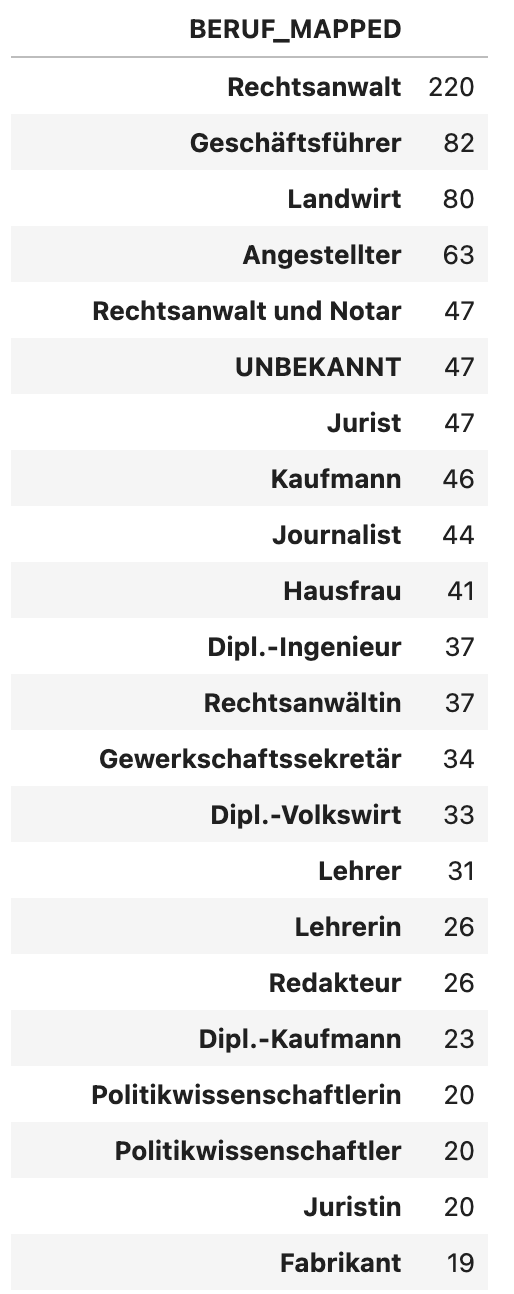 BERUF_MAPPED
Rechtsanwalt 220
Geschäftsführer 82
Landwirt 80
Angestellter 63
Rechtsanwalt und Notar 47
UNBEKANNT 47
Jurist 47
Kaufmann 46
Journalist 44
Hausfrau 41
Dipl.-Ingenieur 37
Rechtsanwältin 37
Gewerkschaftssekretär 34
Dipl.-Volkswirt 33
Lehrer 31
Lehrerin 26
Redakteur 26
Dipl.-Kaufmann 23
Politikwissenschaftlerin 20
Politikwissenschaftler 20
Juristin 20
Fabrikant 19